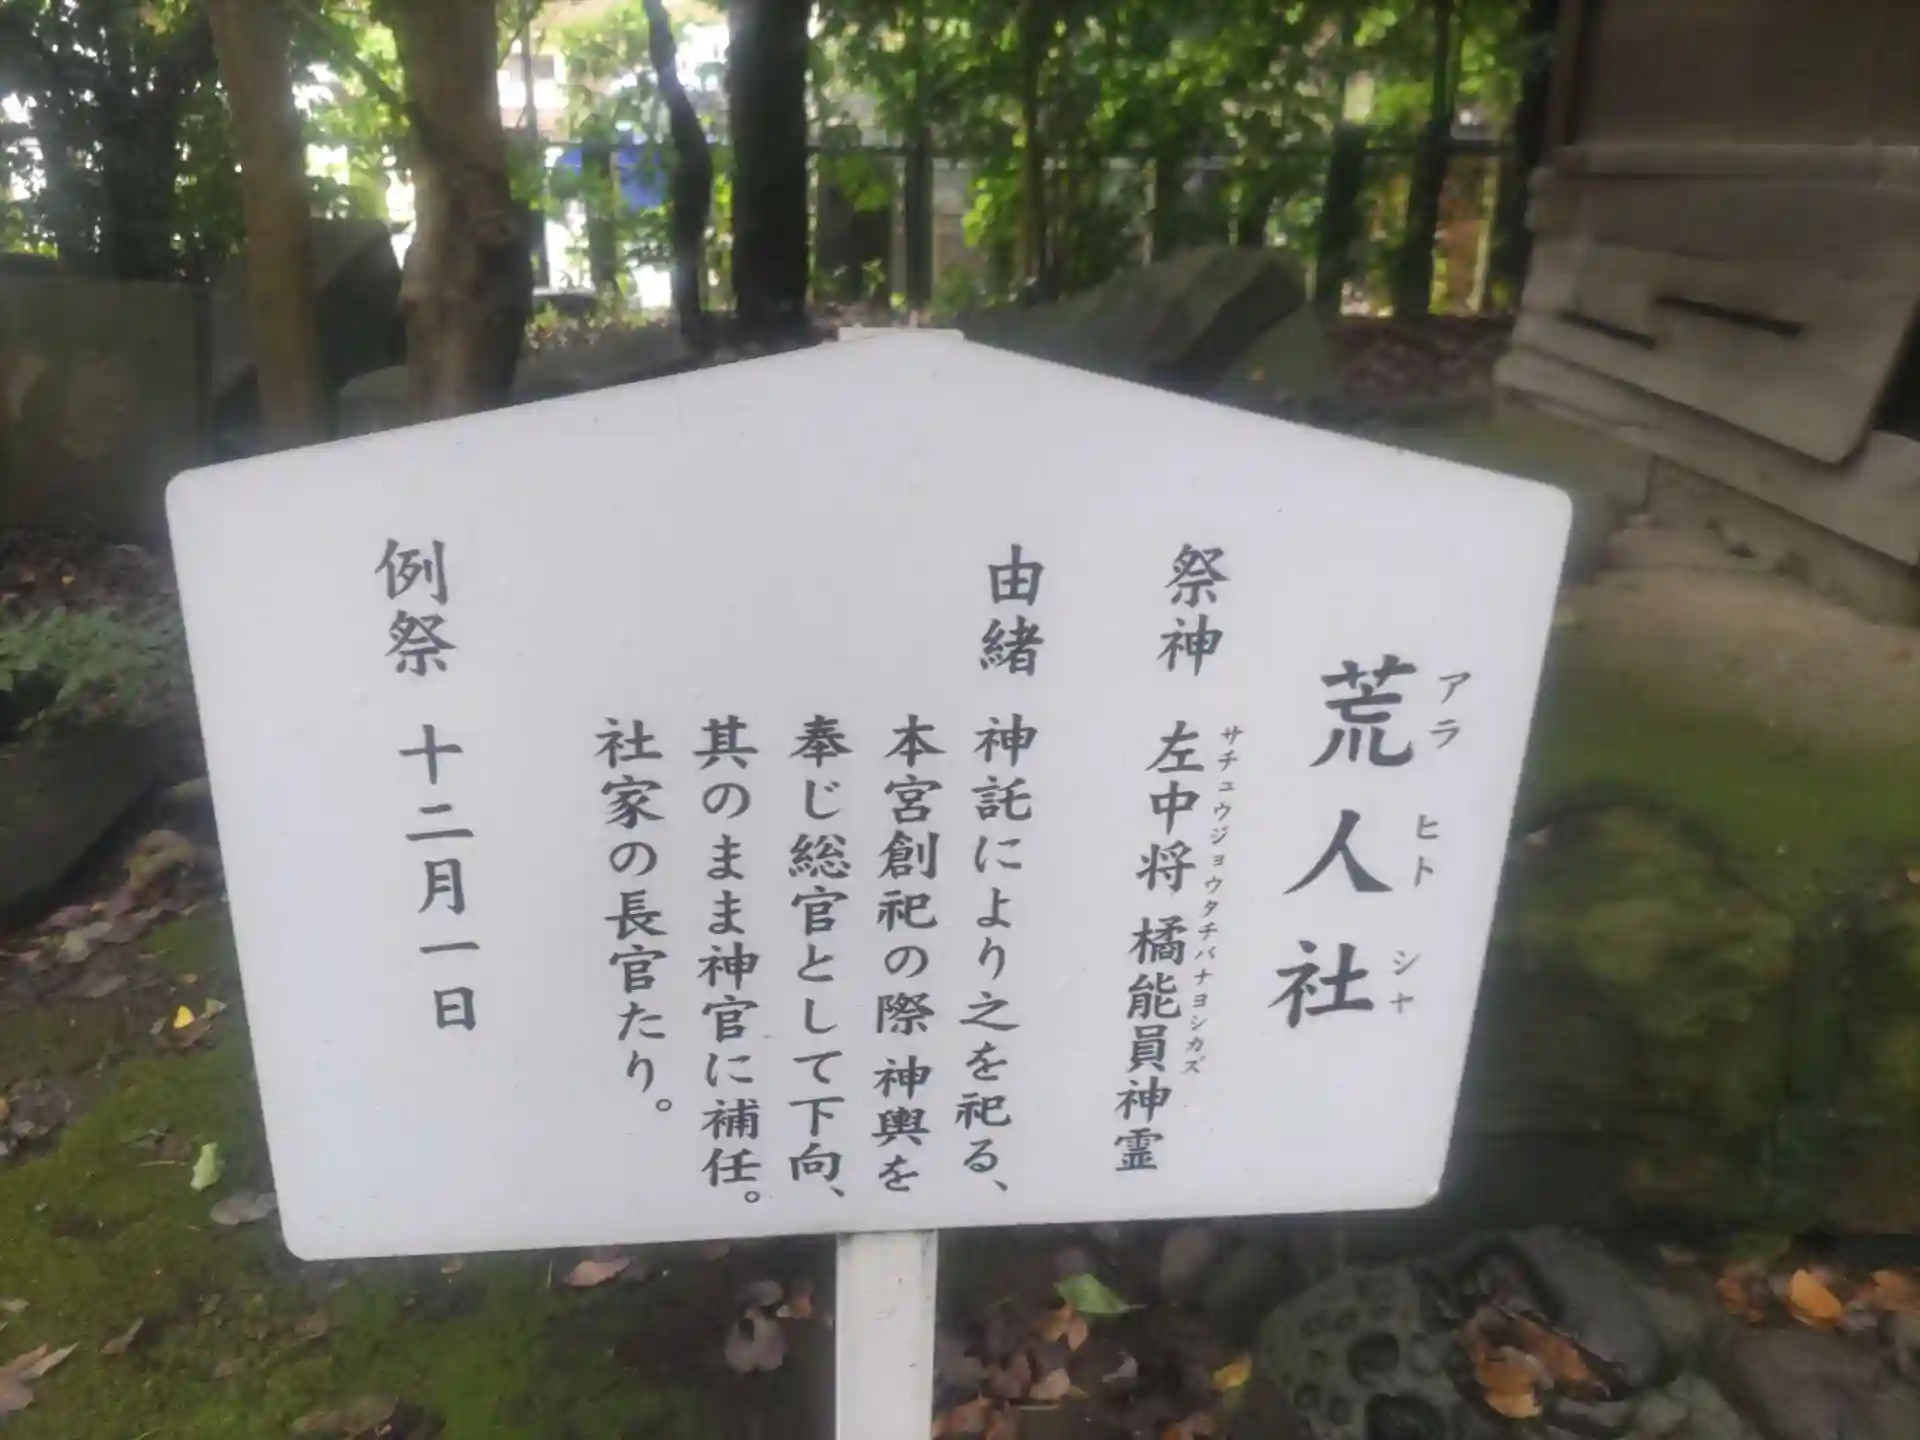 荒人社
アラヒトシヤ
祭神 左中将 橘能員神霊
サチュウジョウタチバナヨシカズ
由緒 神託により之を祀る、
本宮創祀の際 神輿を
奉じ総官として下向、
其のまま神官に補任。
社家の長官たり。
例祭 十二月一日